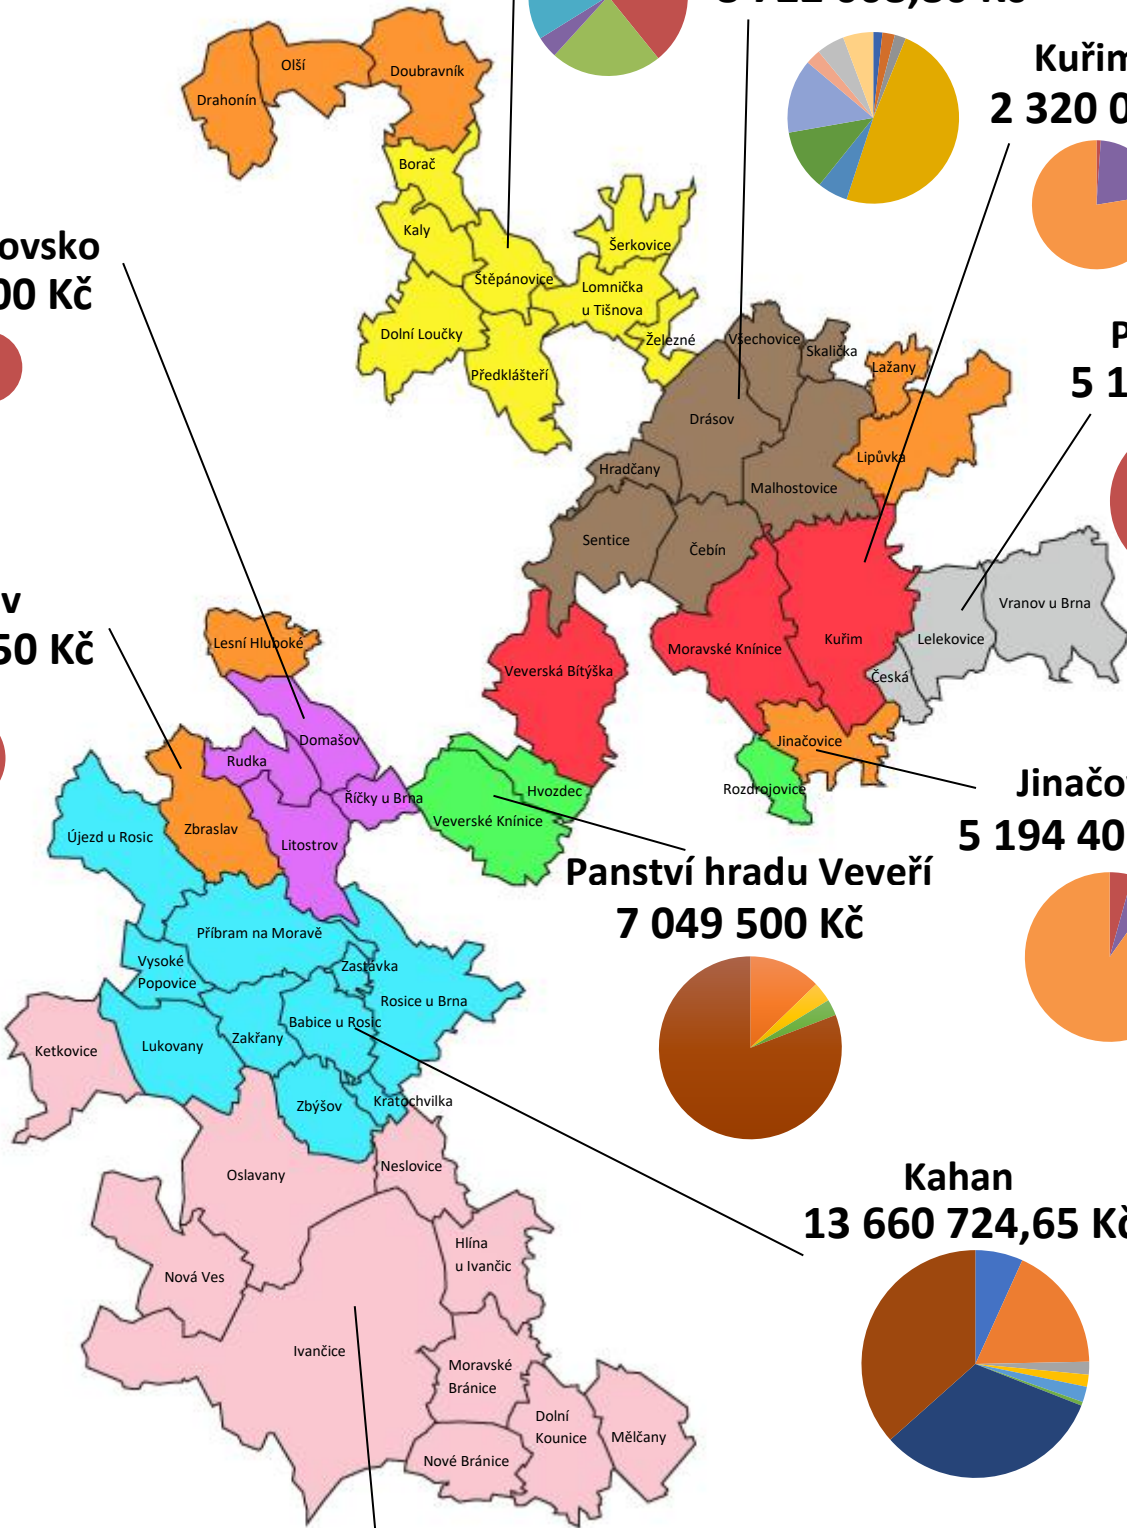 Olší
Doubravník
Drahonín
Kuřim
2 320 0
Borač
Kaly
Šerkovice
ovsko
00 Kč
Štěpánovice
Lomnička
u Tišnova
Dolní Loučky
Železné
Všechovice
Skalička
Předklášteří
Lažany
P
5 1
Drásov
Lipůvka
Hradčany
Malhostovice
Sentice
Čebín
v
50 Kč
Vranov u Brna
Lesní Hluboké
Kuřim
Lelekovice
Moravské Knínice
Veverská Bítýška
Česká
Domašov
Jinačovice
Rudka
Říčky u Brna
Hvozdec
Rozdrojovice
Jinačo
5 194 40
Veverské Knínice
Zbraslav
Újezd u Rosic
Litostrov
Panství hradu Veveří
7 049 500 Kč
Příbram na Moravě
Vysoké
Popovice
Zastávka
Rosice u Brna
Babice u Rosic
Zakřany
Lukovany
Ketkovice
Zbýšov
Kratochvilka
Neslovice
Oslavany
Kahan
13 660 724,65 Kč
Hlína
u Ivančic
Nová Ves
Ivančice
Moravské
Bránice
Dolní
Kounice
Mělčany
Nové Bránice